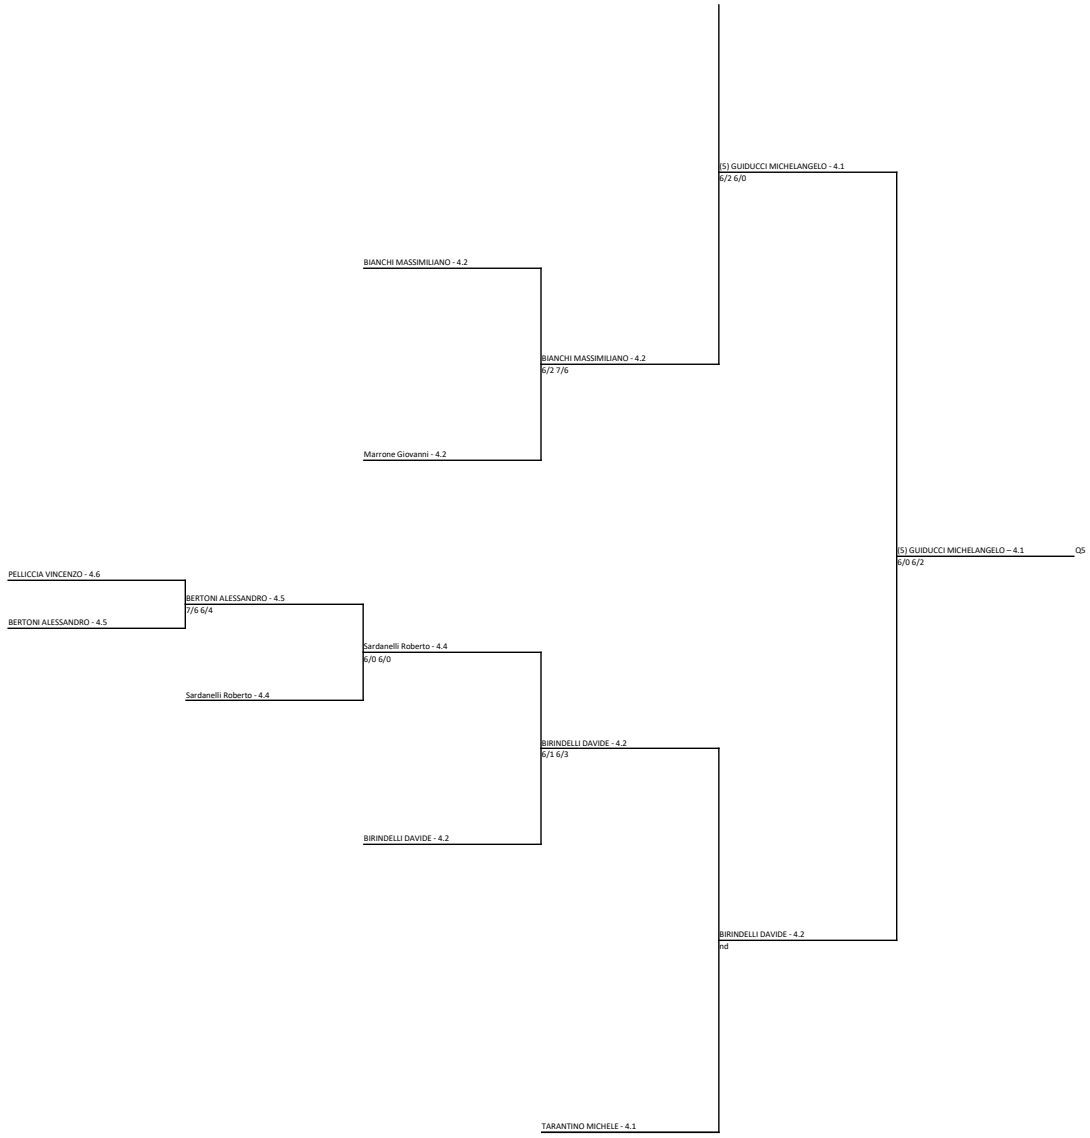 (5) GUIDUCCI MICHELANGELO - 4.1
6/2 6/0
BIANCHI MASSIMILIANO - 4.2
BIANCHI MASSIMILIANO - 4.2
6/2 7/6
Marrone Giovanni - 4.2
(5) GUIDUCCI MICHELANGELO – 4.1
Q5
6/0 6/2
PELLICCIA VINCENZO - 4.6
BERTONI ALESSANDRO - 4.5
7/6 6/4
BERTONI ALESSANDRO - 4.5
Sardanelli Roberto - 4.4
6/0 6/0
Sardanelli Roberto - 4.4
BIRINDELLI DAVIDE - 4.2
6/1 6/3
BIRINDELLI DAVIDE - 4.2
BIRINDELLI DAVIDE - 4.2
nd
TARANTINO MICHELE - 4.1